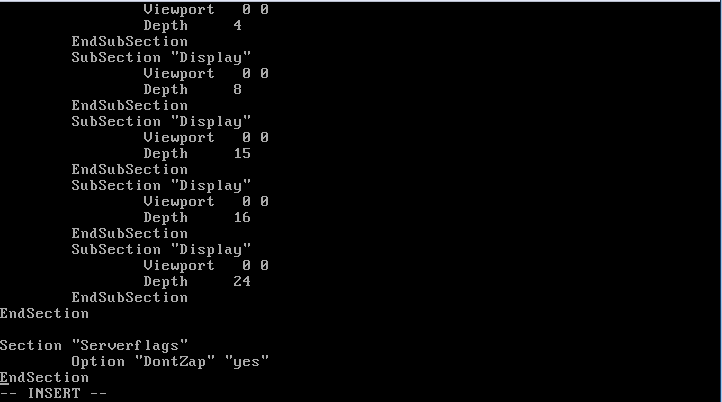 Viewport 0 0
Depth 4
EndSubSection
SubSection "Display"
Viewport 0 0
Depth 8
EndSubSection
SubSection "Display"
Viewport 0 0
Depth 15
EndSubSection
SubSection "Display"
Viewport 0 0
Depth 16
EndSubSection
SubSection "Display"
Viewport 0 0
Depth 24
EndSubSection
EndSection
Section "Serverflags"
Option "DontZap" "yes"
EndSection
-- INSERT --